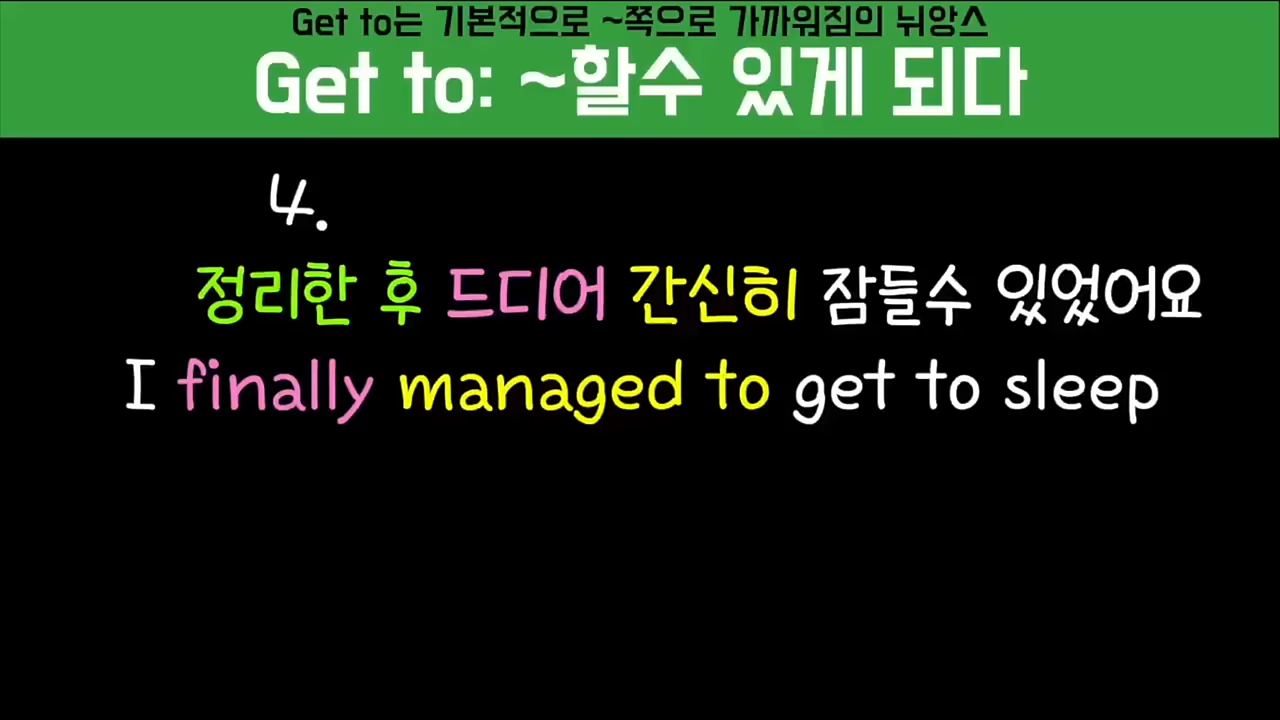 Get to는 기본적으로 ~쪽으로 가까워짐의 뉘앙스
Get to: ~할수 있게 되다
4.
정리한 후 드디어 간신히 잠들수 있었어요
I finally managed to get to sleep